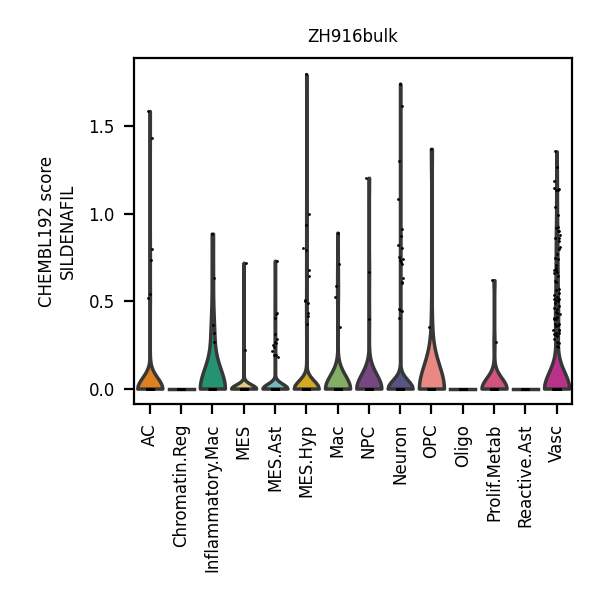 ZH916bulk
CHEMBL192 score
SILDENAFIL
1.5
1.0
0.5
0.0
AC
Chromatin.Reg
Inflammatory.Mac
MES
MES.Ast
MES.Hyp
Mac
NPC
Neuron
OPC
Oligo
Prolif.Metab
Reactive.Ast
Vasc